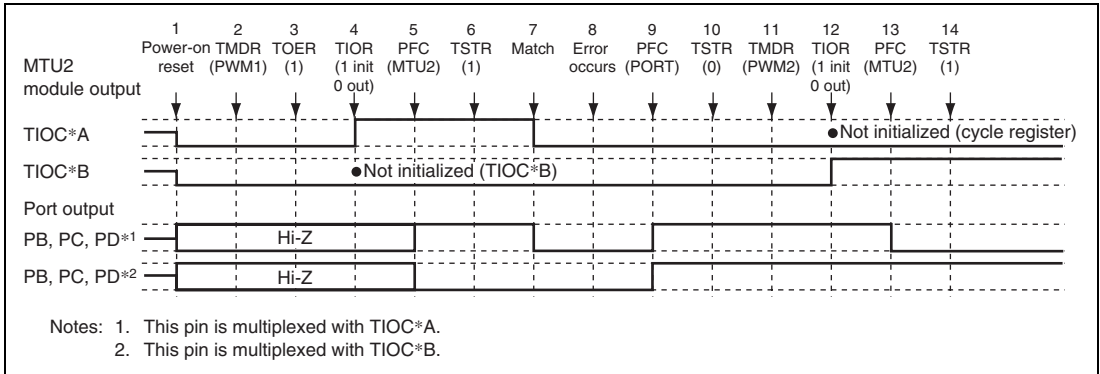 1 2 3 4 5 6 7 8 9 10 11 12 13 14
Power-on TMDR TOER TIOR PFC TSTR Match Error PFC TSTR TMDR TIOR PFC TSTR
MTU2 reset (PWM1) (1) (1 init (MTU2) (1) occurs (PORT) (0) (PWM2) (1 init (MTU2) (1)
module output 0 out) 0 out)
TIOC*A ●Not initialized (cycle register)
TIOC*B ●Not initialized (TIOC*B)
Port output
PB, PC, PD*1 Hi-Z
PB, PC, PD*2 Hi-Z
Notes: 1. This pin is multiplexed with TIOC*A.
2. This pin is multiplexed with TIOC*B.